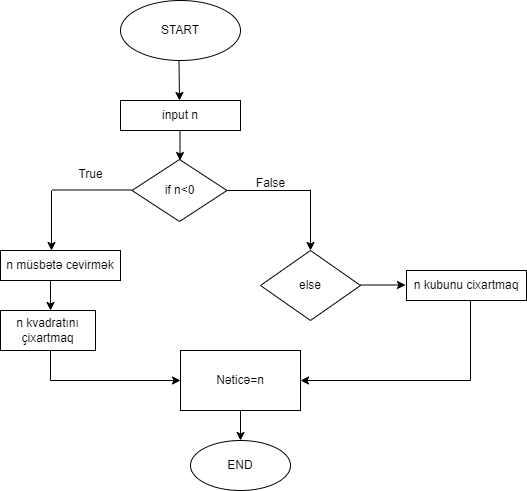 START
input n
if n<0
True
False
n müsbətə cevirmək
else
n kubunu cixartmaq
n kvadratını
çixartmaq
Nəticə=n
END